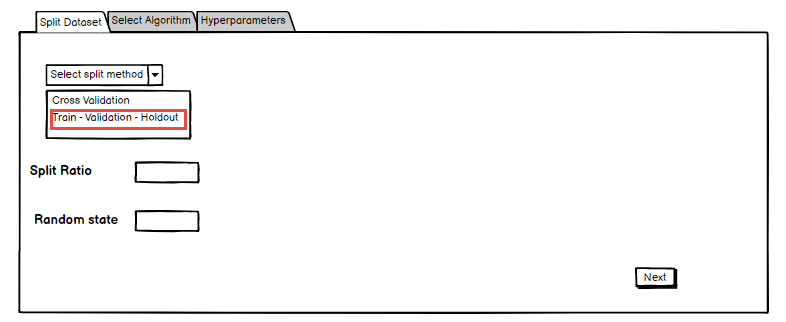 Split Dataset Select Algorithm Hyperparameters
Select split method
Cross Validation
Train - Validation - Holdout
Split Ratio
Random state
Next